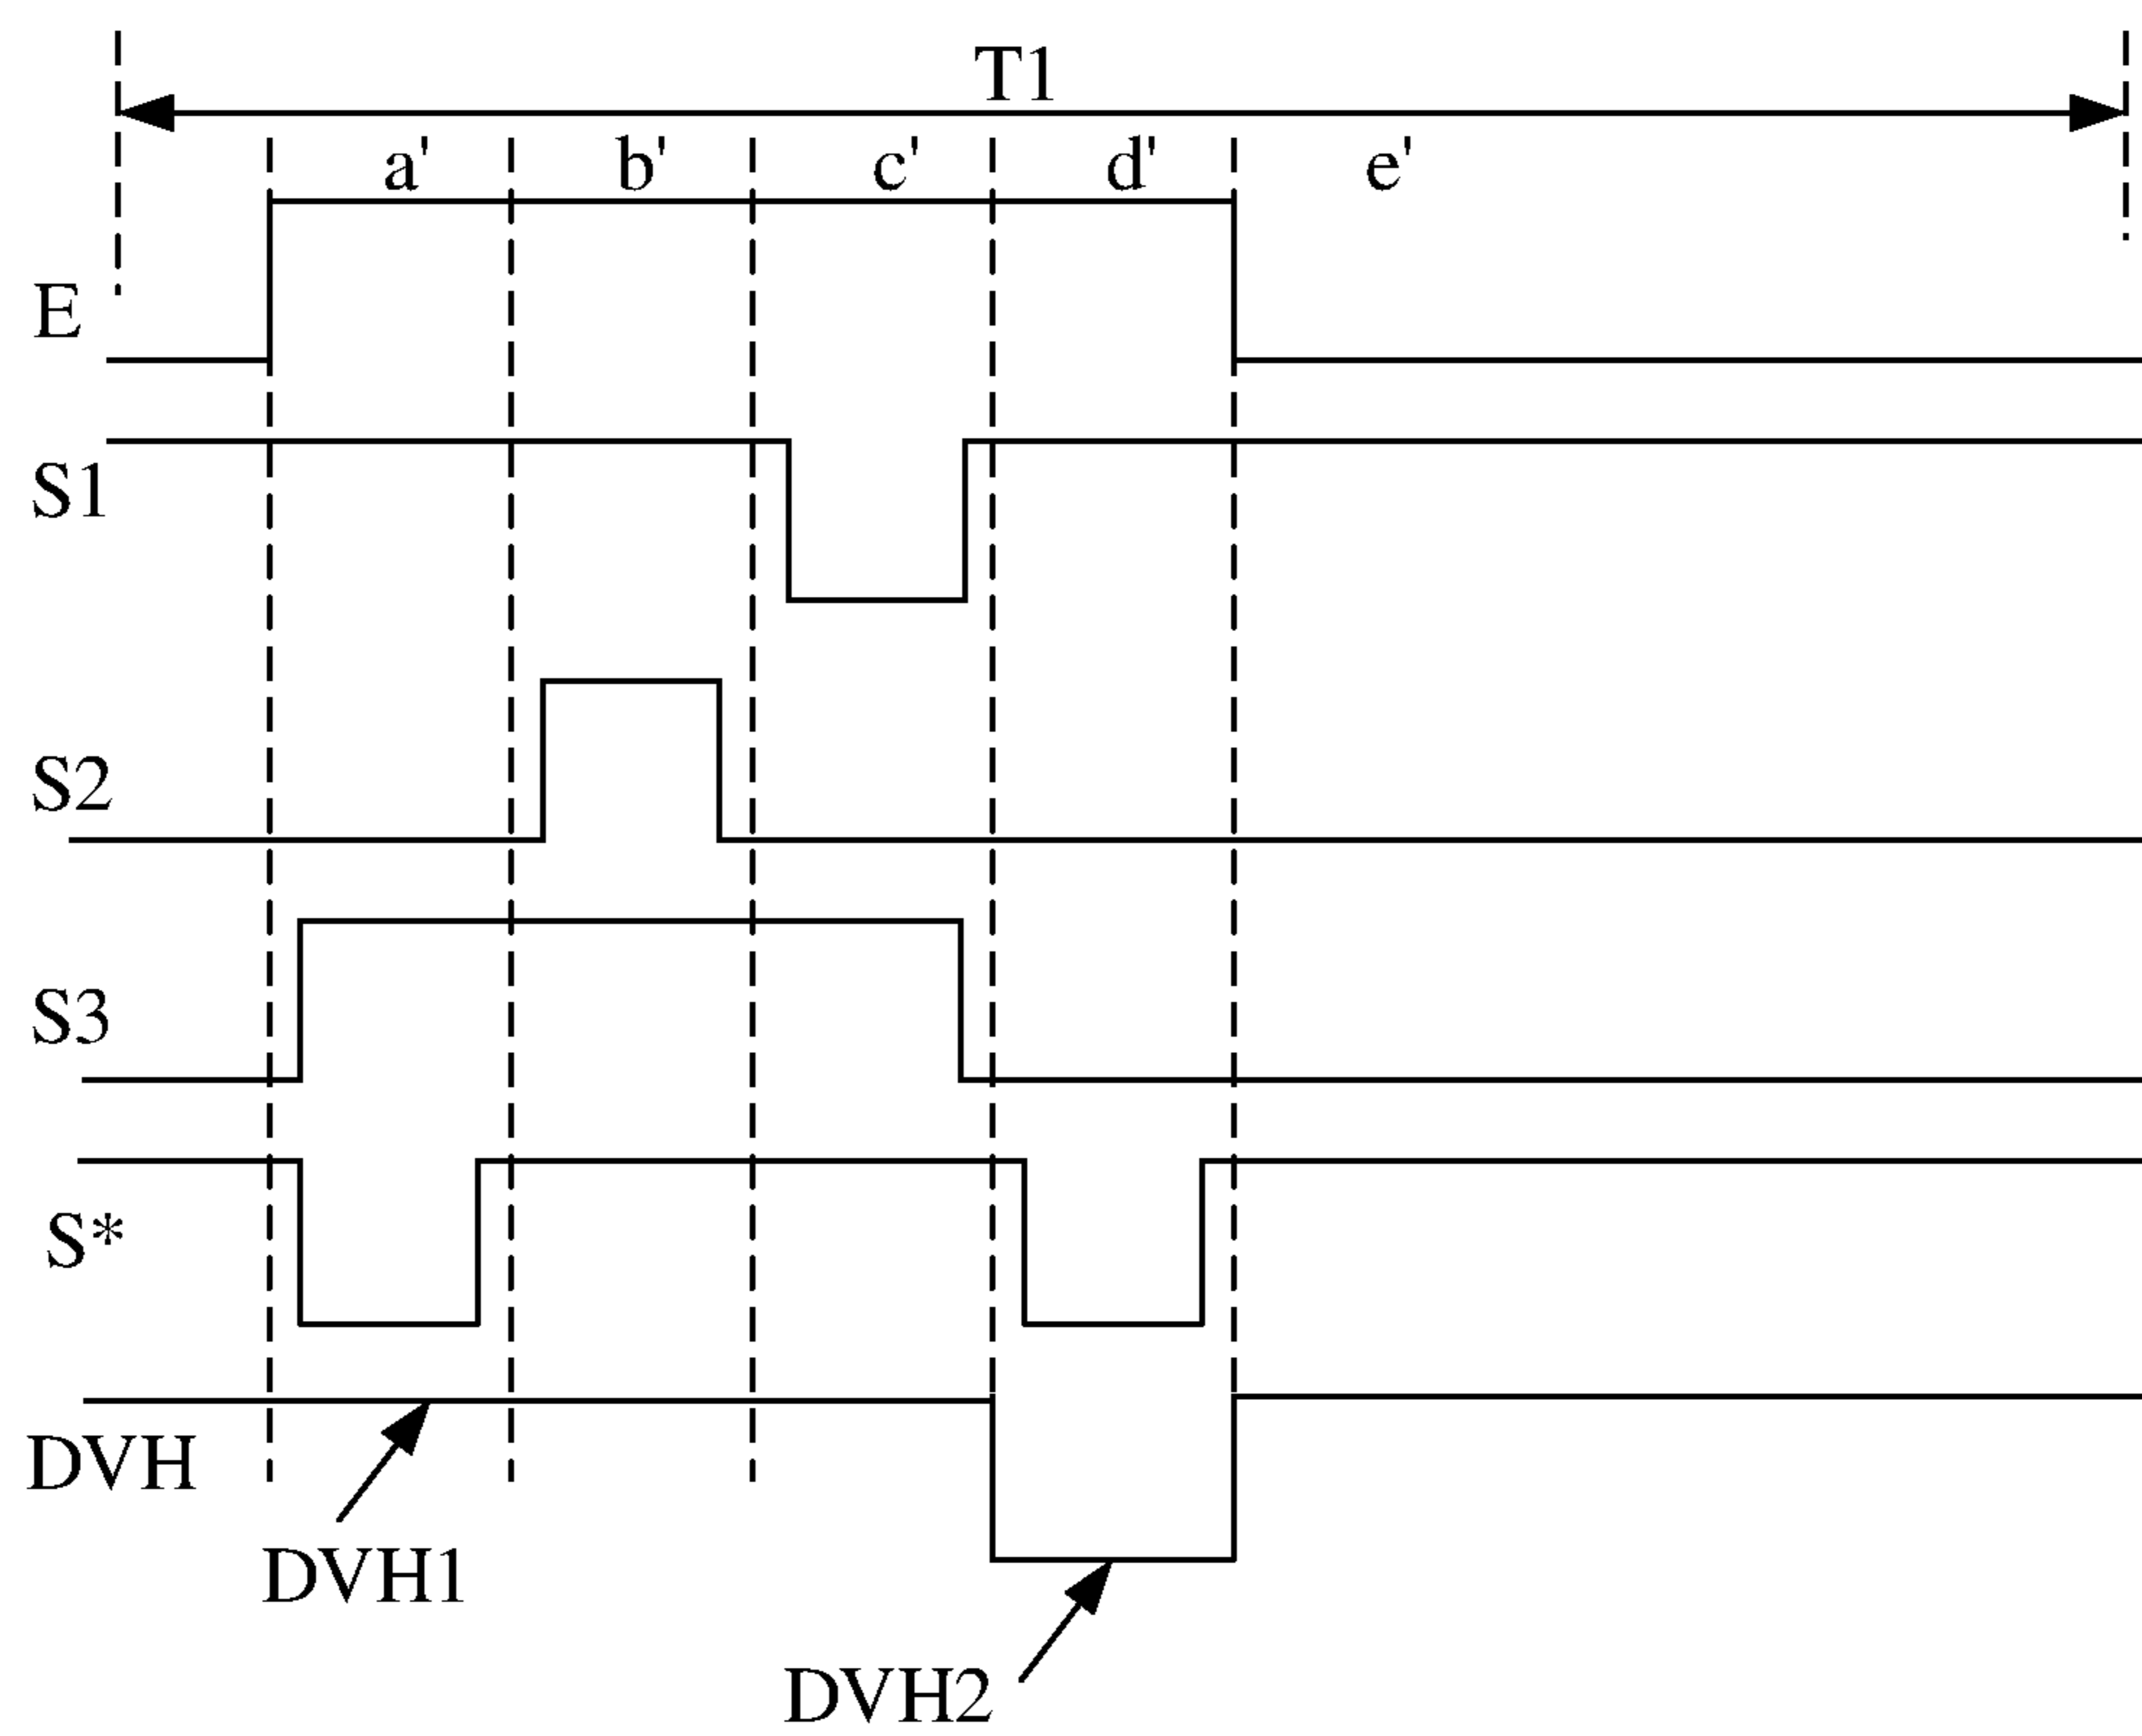 T1
a' b' c' d' e'
E
S1
S2
S3
S*
DVH
DVH1
DVH2